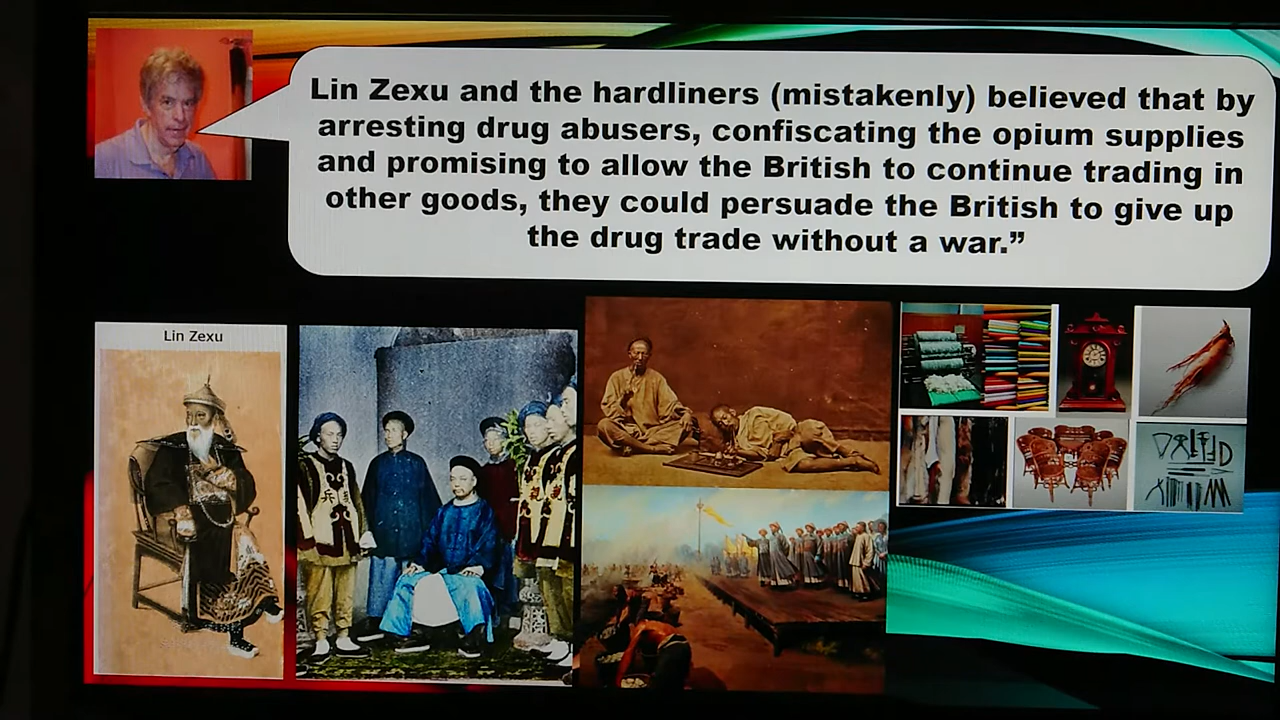 Lin Zexu and the hardliners (mistakenly) believed that by
arresting drug abusers, confiscating the opium supplies
and promising to allow the British to continue trading in
other goods, they could persuade the British to give up
the drug trade without a war.”
Lin Zexu
兵